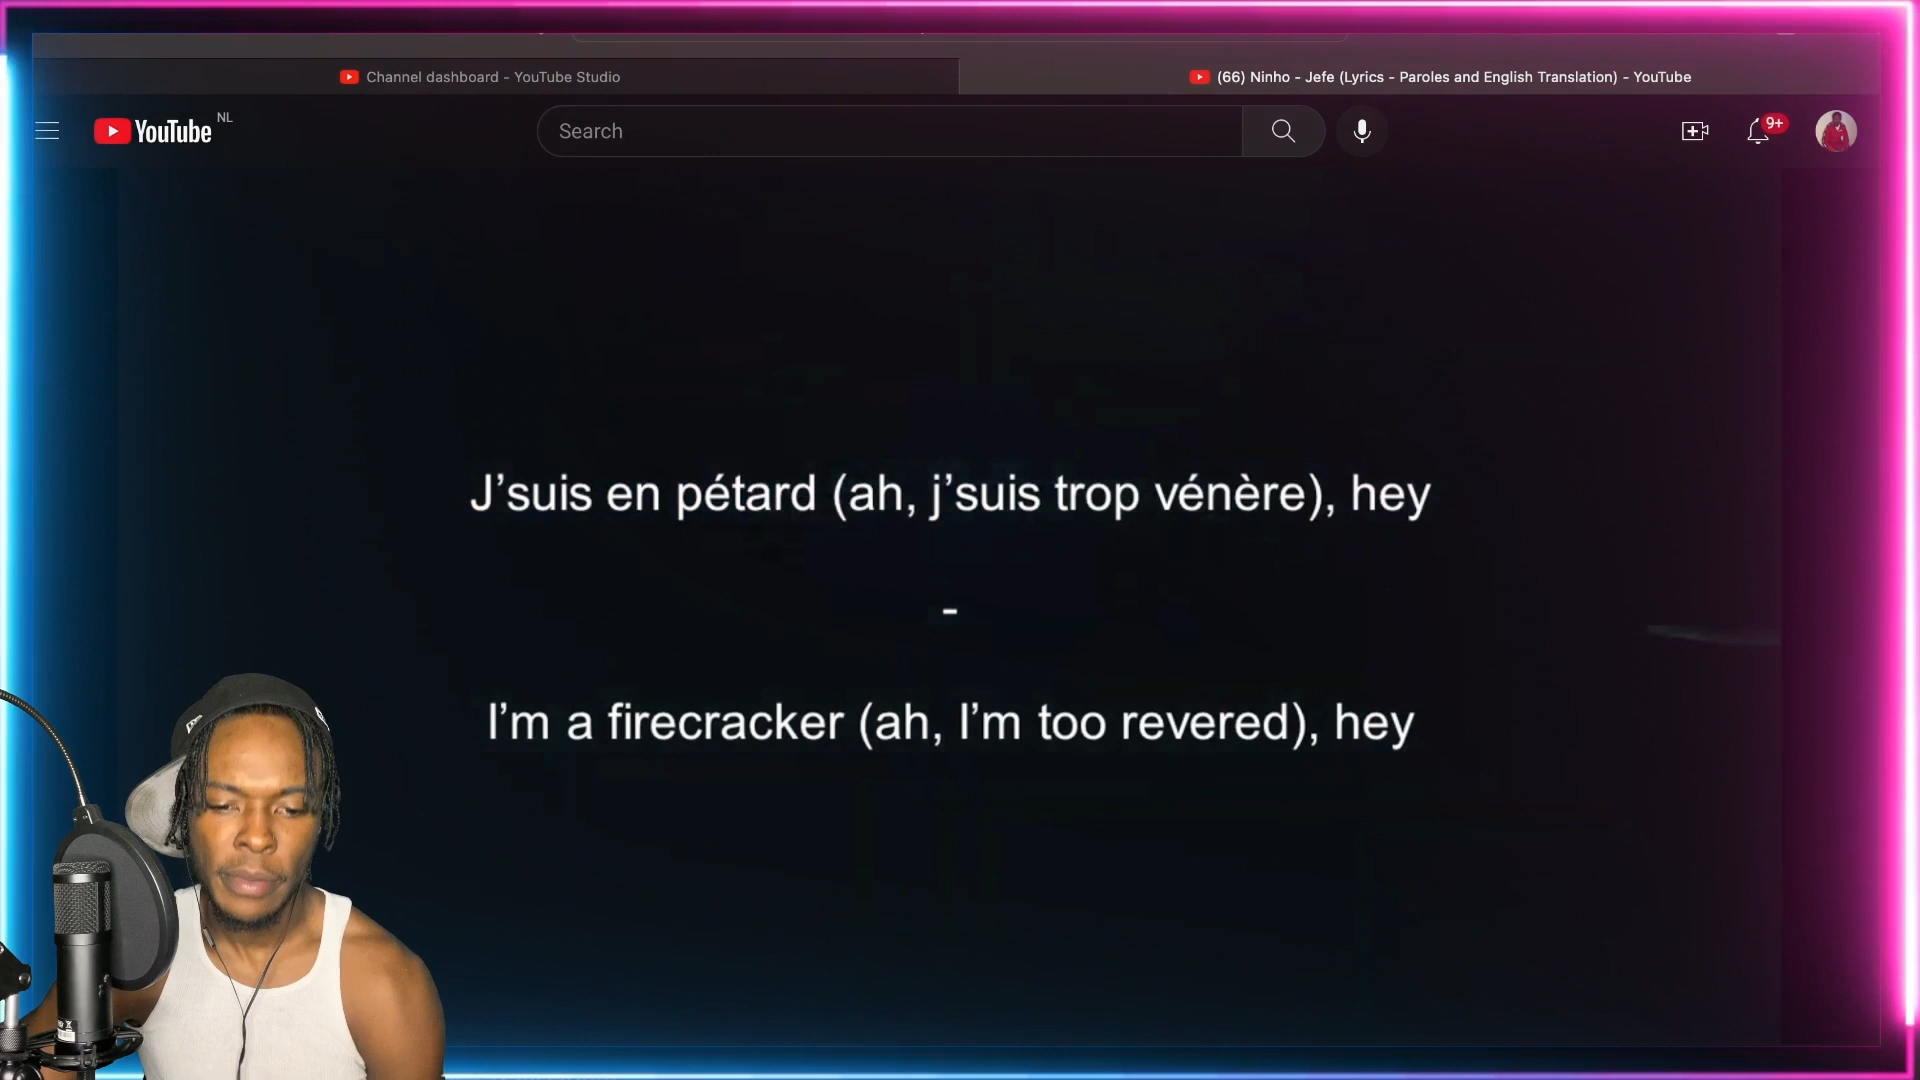 Channel dashboard - YouTube Studio
(66) Ninho - Jefe (Lyrics - Paroles and English Translation) - YouTube
YouTube NL
Search
9+
J’suis en pétard (ah, j’suis trop vénère), hey
-
I’m a firecracker (ah, I’m too revered), hey